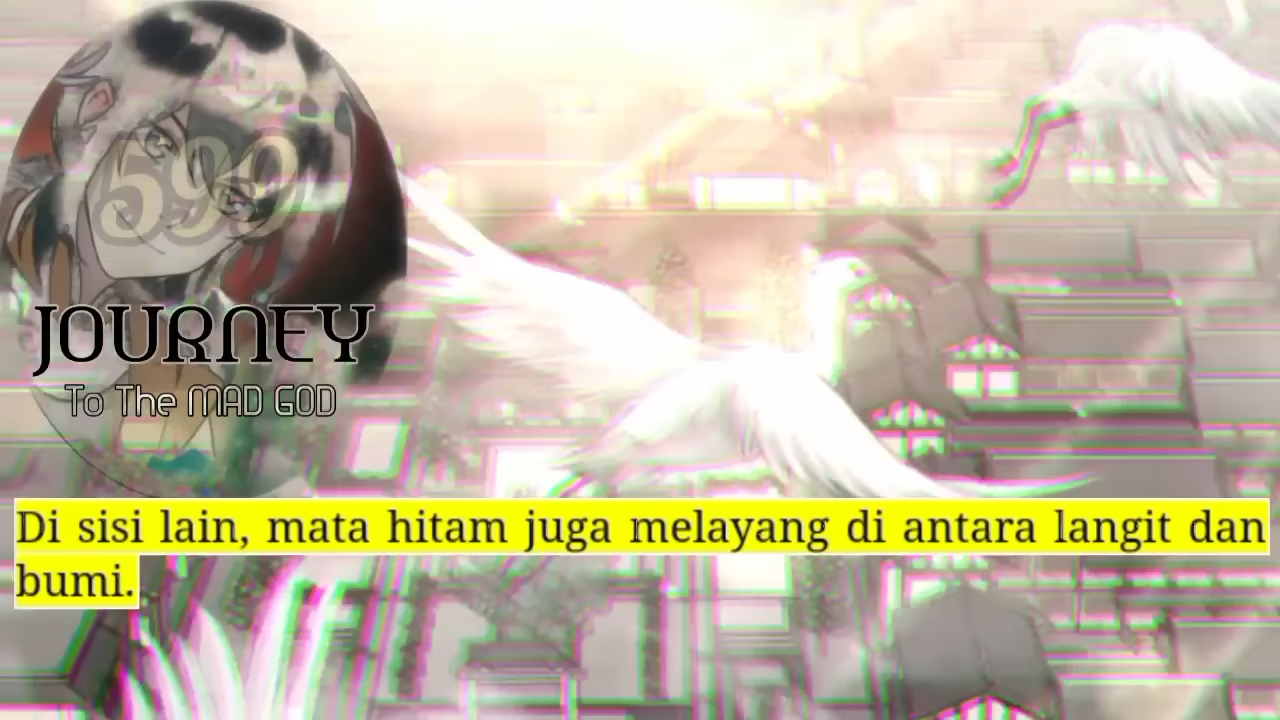 599
JOURNEY
To The MAD GOD
Di sisi lain, mata hitam juga melayang di antara langit dan
bumi.